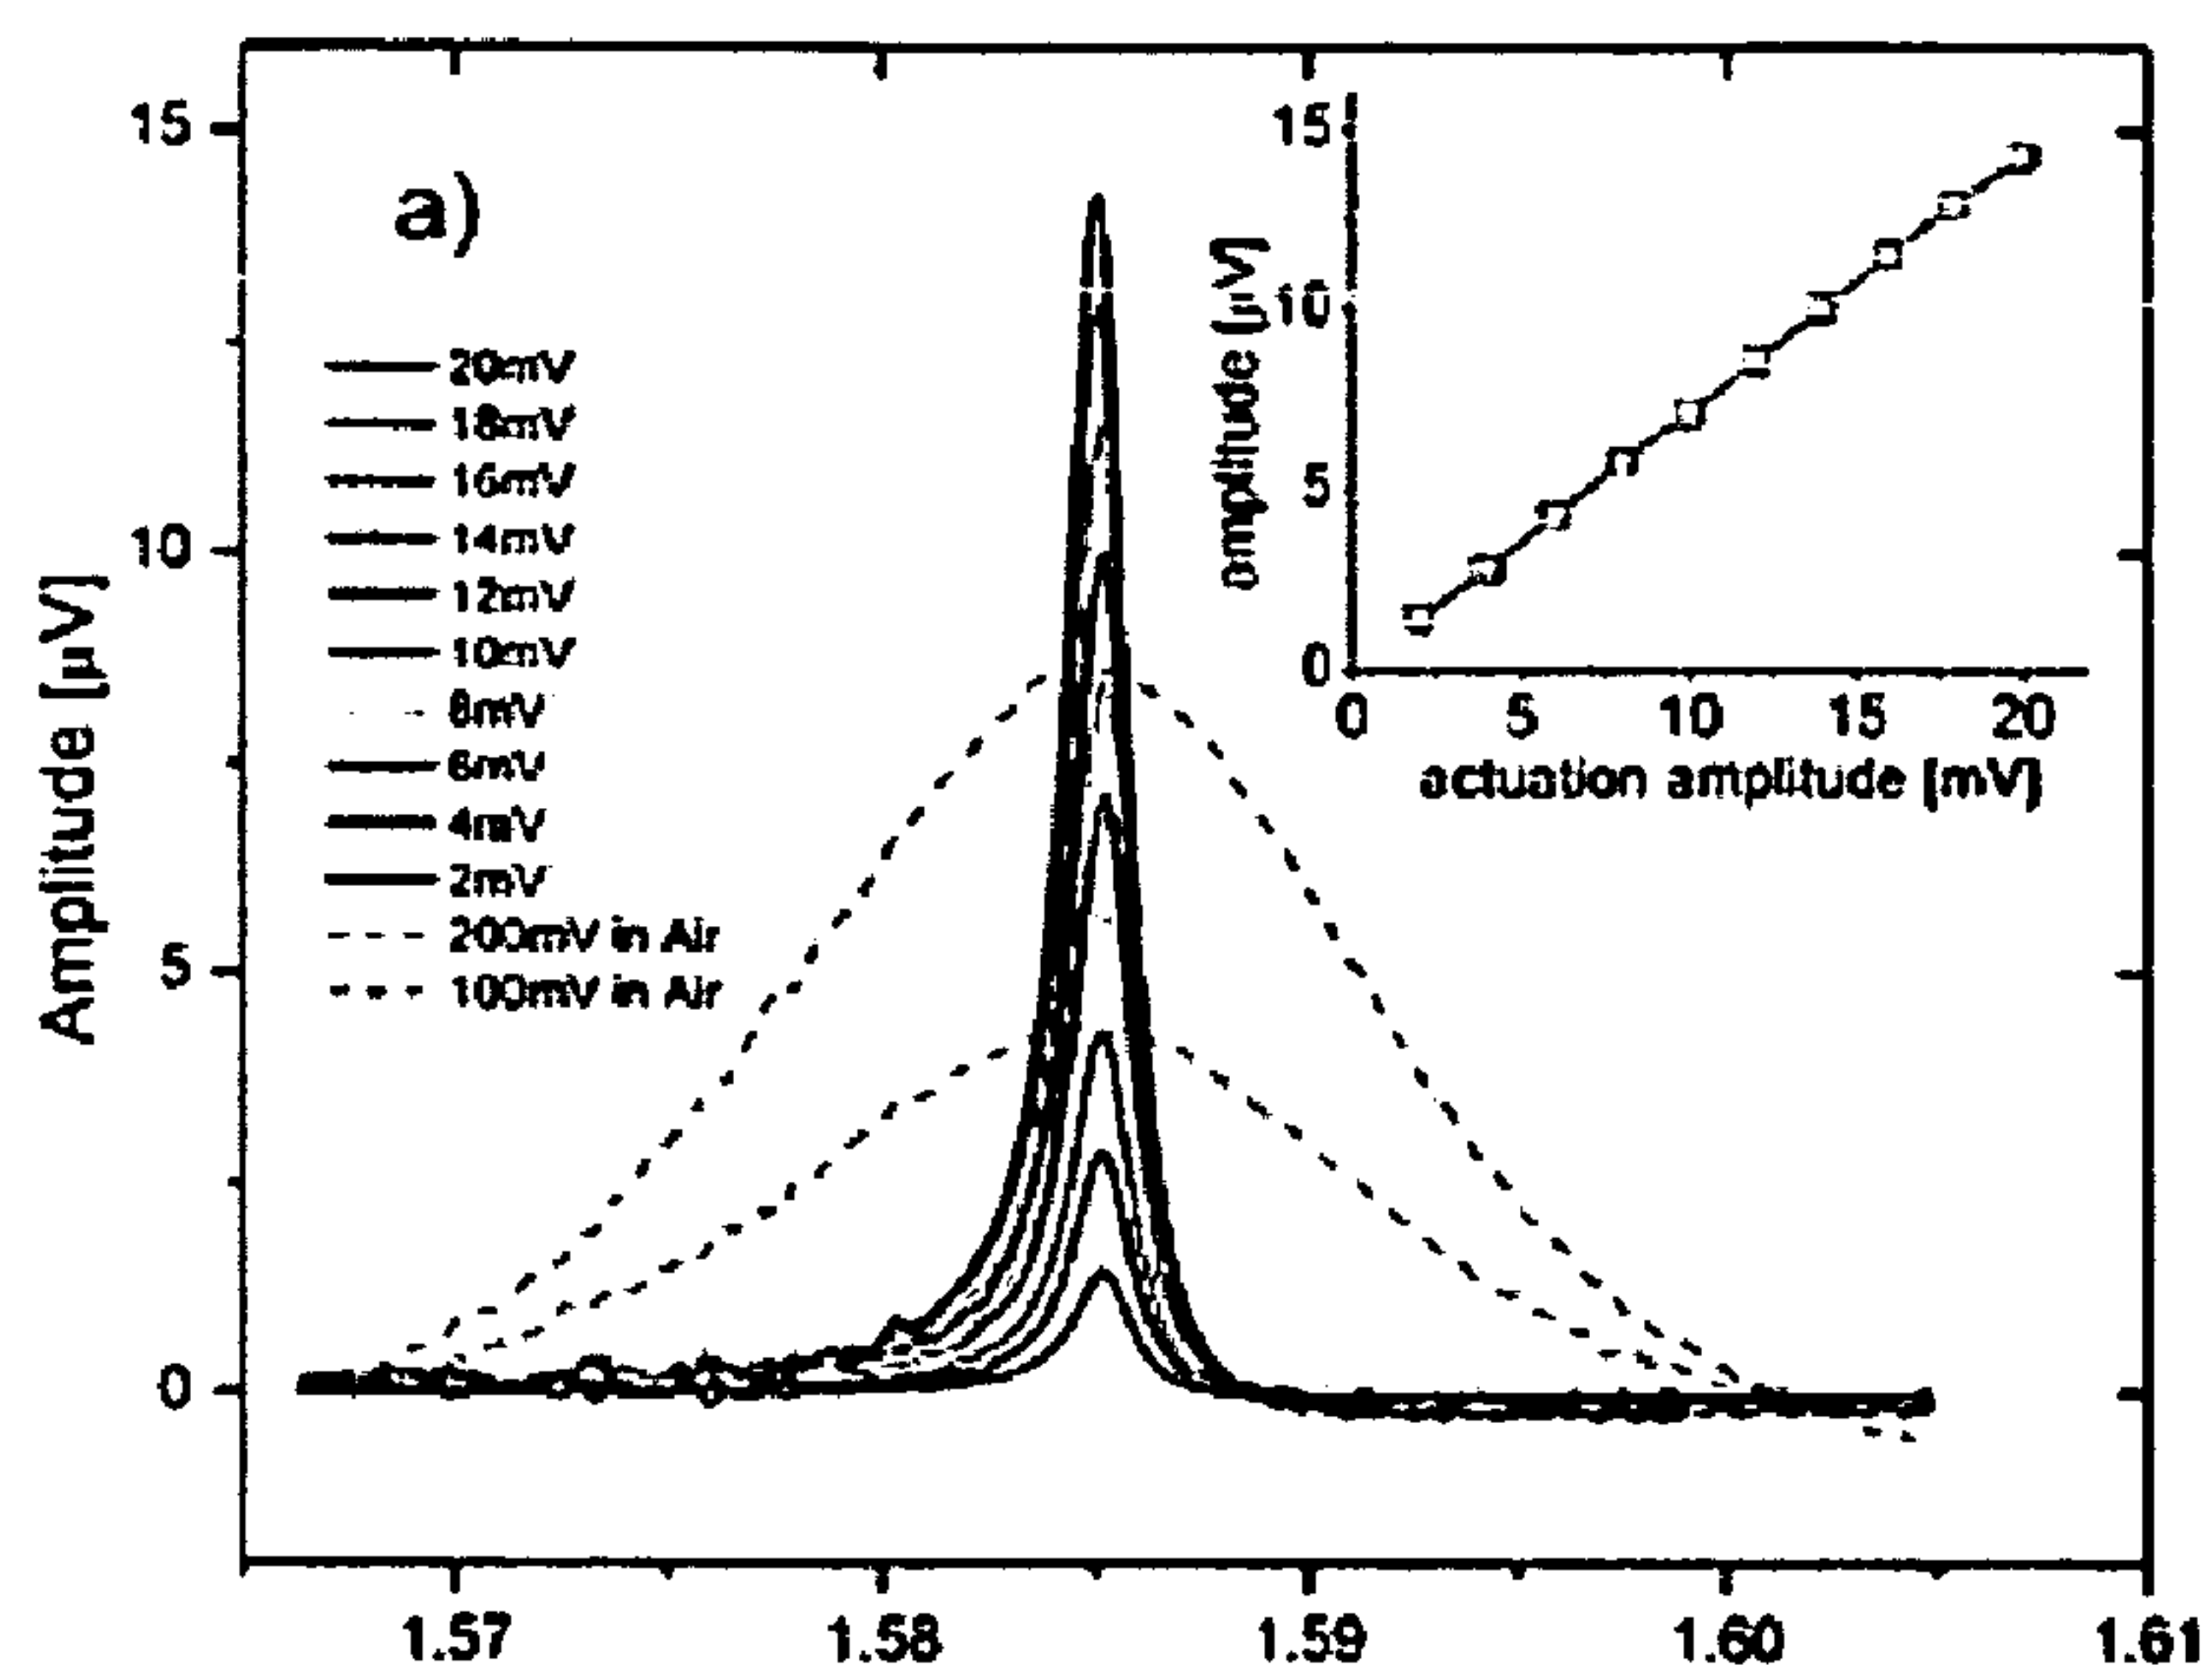 a)
Amplitude [µV]
15
10
5
0
20mV
18mV
16mV
14mV
12mV
10mV
8mV
6mV
4mV
2mV
200mV in Air
100mV in Air
1.57 1.58 1.59 1.60 1.61
amplitude [µV]
15
10
5
0
0 5 10 15 20
actuation amplitude [mV]